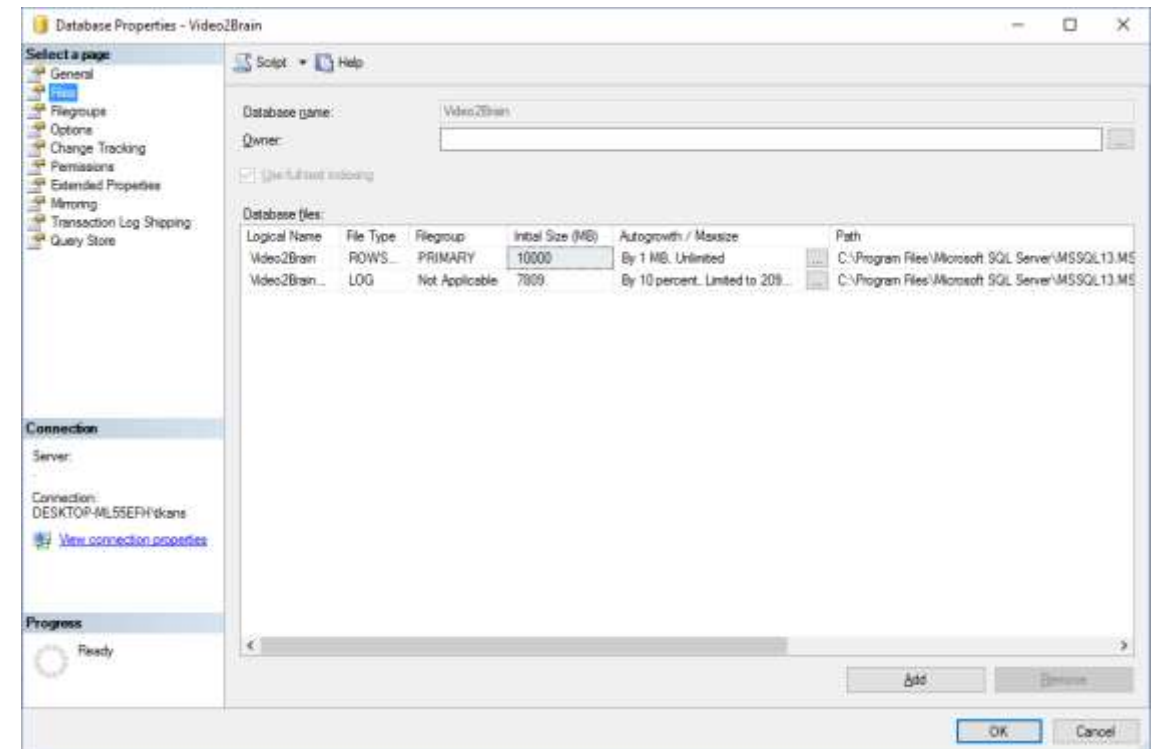 Database Properties - Video2Brain
Select a page
General
Files
Filegroups
Options
Change Tracking
Permissions
Extended Properties
Mirroring
Transaction Log Shipping
Query Store
Script
Help
Database name:
Video2Brain
Owner:
...
Use full-text indexing
Database files:
Logical Name File Type Filegroup Initial Size (MB) Autogrowth / Maxsize Path
Video2Brain ROWS... PRIMARY 10000 By 1 MB, Unlimited ... C:\Program Files\Microsoft SQL Server\MSSQL13.MS
Video2Brain... LOG Not Applicable 7809 By 10 percent, Limited to 209... ... C:\Program Files\Microsoft SQL Server\MSSQL13.MS
Connection
Server:
.
Connection:
DESKTOP-ML55EFH\tkans
View connection properties
Progress
Ready
Add
Remove
OK
Cancel